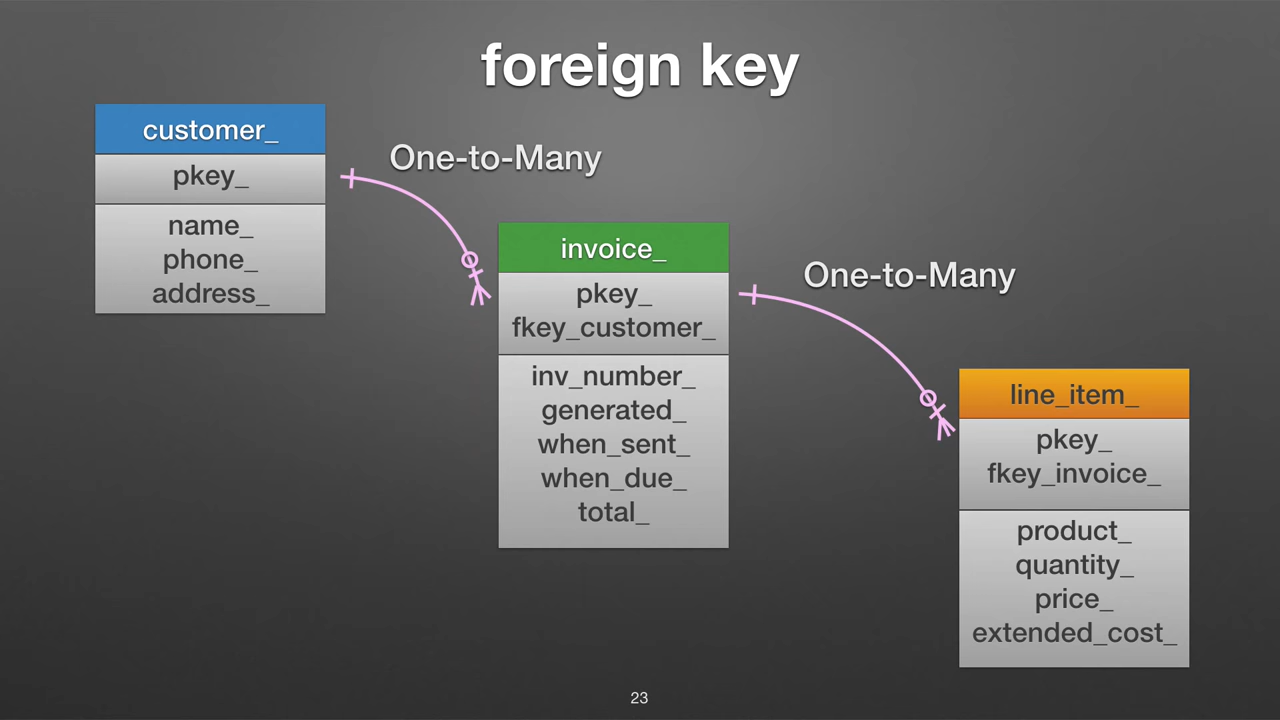 foreign key
customer_
pkey_
name_
phone_
address_
One-to-Many
invoice_
pkey_
fkey_customer_
inv_number_
generated_
when_sent_
when_due_
total_
One-to-Many
line_item_
pkey_
fkey_invoice_
product_
quantity_
price_
extended_cost_
23